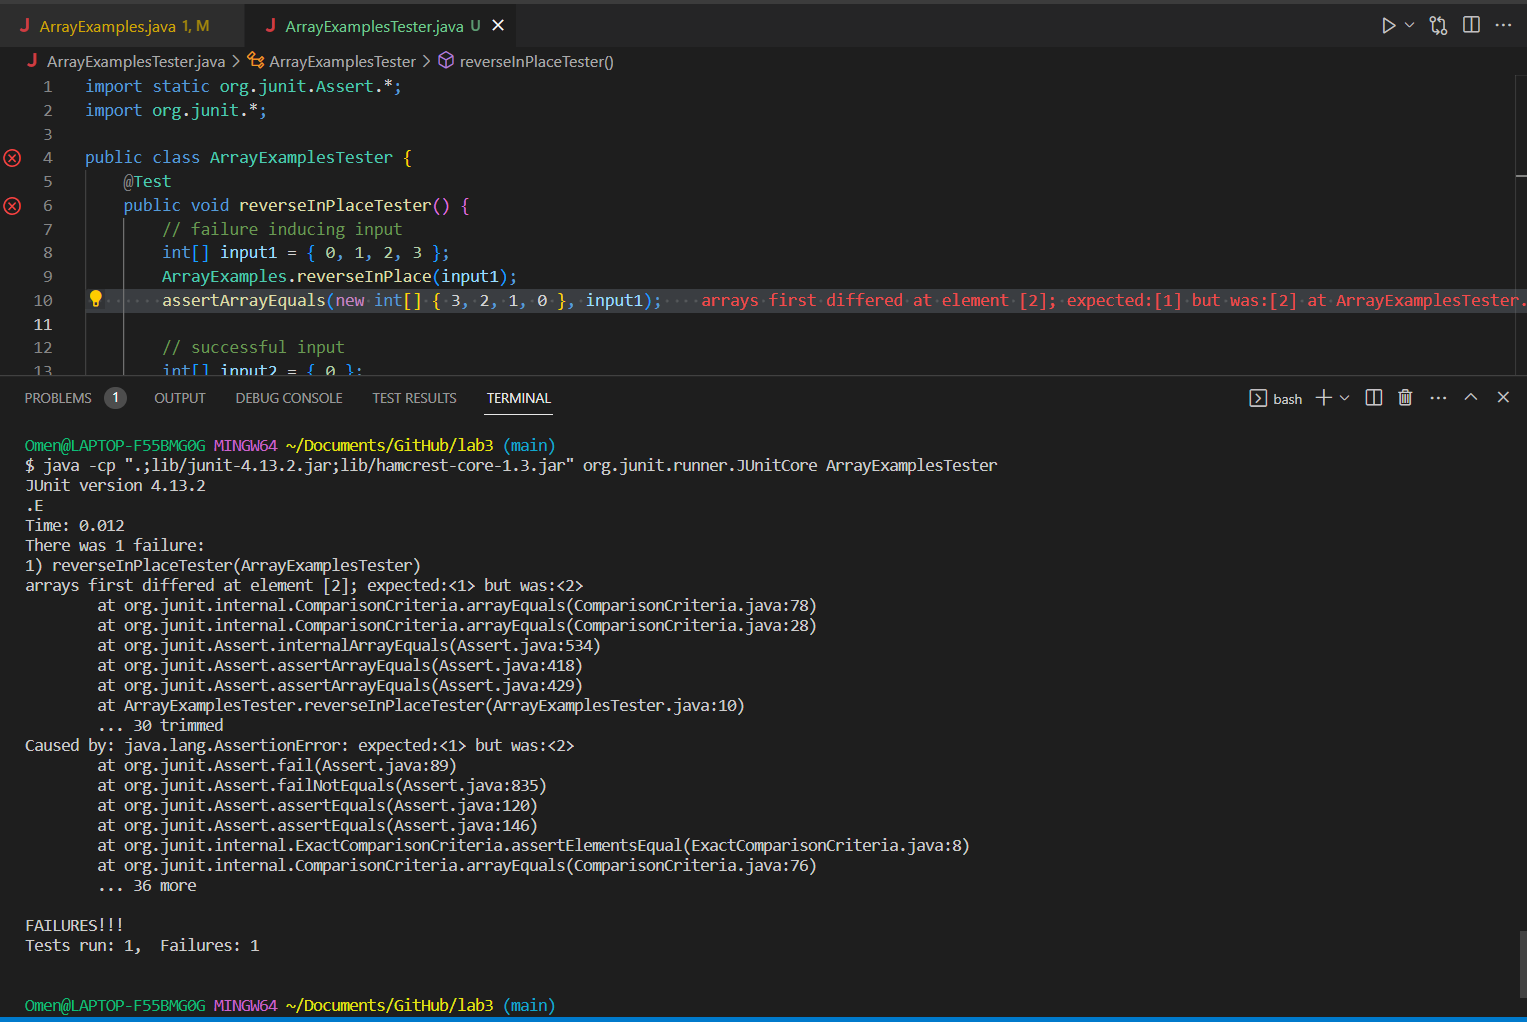 ArrayExamples.java 1, M
ArrayExamplesTester.java U
ArrayExamplesTester.java > ArrayExamplesTester > reverseInPlaceTester()
1 import static org.junit.Assert.*;
2 import org.junit.*;
3
4 public class ArrayExamplesTester {
5 @Test
6 public void reverseInPlaceTester() {
7 // failure inducing input
8 int[] input1 = { 0, 1, 2, 3 };
9 ArrayExamples.reverseInPlace(input1);
10 assertArrayEquals(new int[] { 3, 2, 1, 0 }, input1); arrays first differed at element [2]; expected:[1] but was:[2] at ArrayExamplesTester.
11
12 // successful input
13 int[] input2 = { 0 };
PROBLEMS 1 OUTPUT DEBUG CONSOLE TEST RESULTS TERMINAL bash
Omen@LAPTOP-F55BMG0G MINGW64 ~/Documents/GitHub/lab3 (main)
$ java -cp ".;lib/junit-4.13.2.jar;lib/hamcrest-core-1.3.jar" org.junit.runner.JUnitCore ArrayExamplesTester
JUnit version 4.13.2
.E
Time: 0.012
There was 1 failure:
1) reverseInPlaceTester(ArrayExamplesTester)
arrays first differed at element [2]; expected:<1> but was:<2>
at org.junit.internal.ComparisonCriteria.arrayEquals(ComparisonCriteria.java:78)
at org.junit.internal.ComparisonCriteria.arrayEquals(ComparisonCriteria.java:28)
at org.junit.Assert.internalArrayEquals(Assert.java:534)
at org.junit.Assert.assertArrayEquals(Assert.java:418)
at org.junit.Assert.assertArrayEquals(Assert.java:429)
at ArrayExamplesTester.reverseInPlaceTester(ArrayExamplesTester.java:10)
... 30 trimmed
Caused by: java.lang.AssertionError: expected:<1> but was:<2>
at org.junit.Assert.fail(Assert.java:89)
at org.junit.Assert.failNotEquals(Assert.java:835)
at org.junit.Assert.assertEquals(Assert.java:120)
at org.junit.Assert.assertEquals(Assert.java:146)
at org.junit.internal.ExactComparisonCriteria.assertElementsEqual(ExactComparisonCriteria.java:8)
at org.junit.internal.ComparisonCriteria.arrayEquals(ComparisonCriteria.java:76)
... 36 more
FAILURES!!!
Tests run: 1,  Failures: 1
Omen@LAPTOP-F55BMG0G MINGW64 ~/Documents/GitHub/lab3 (main)